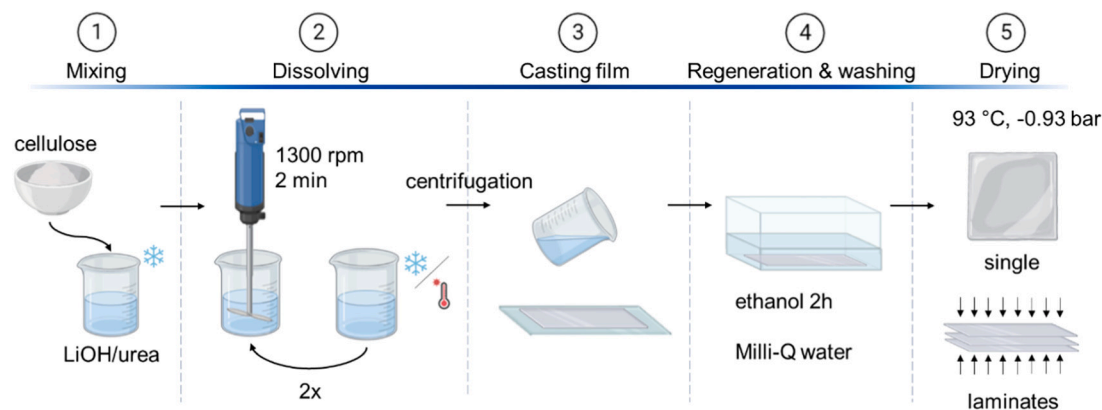 1
Mixing
2
Dissolving
3
Casting film
4
Regeneration & washing
5
Drying
cellulose
LiOH/urea
1300 rpm
2 min
2x
centrifugation
ethanol 2h
Milli-Q water
93 °C, -0.93 bar
single
laminates